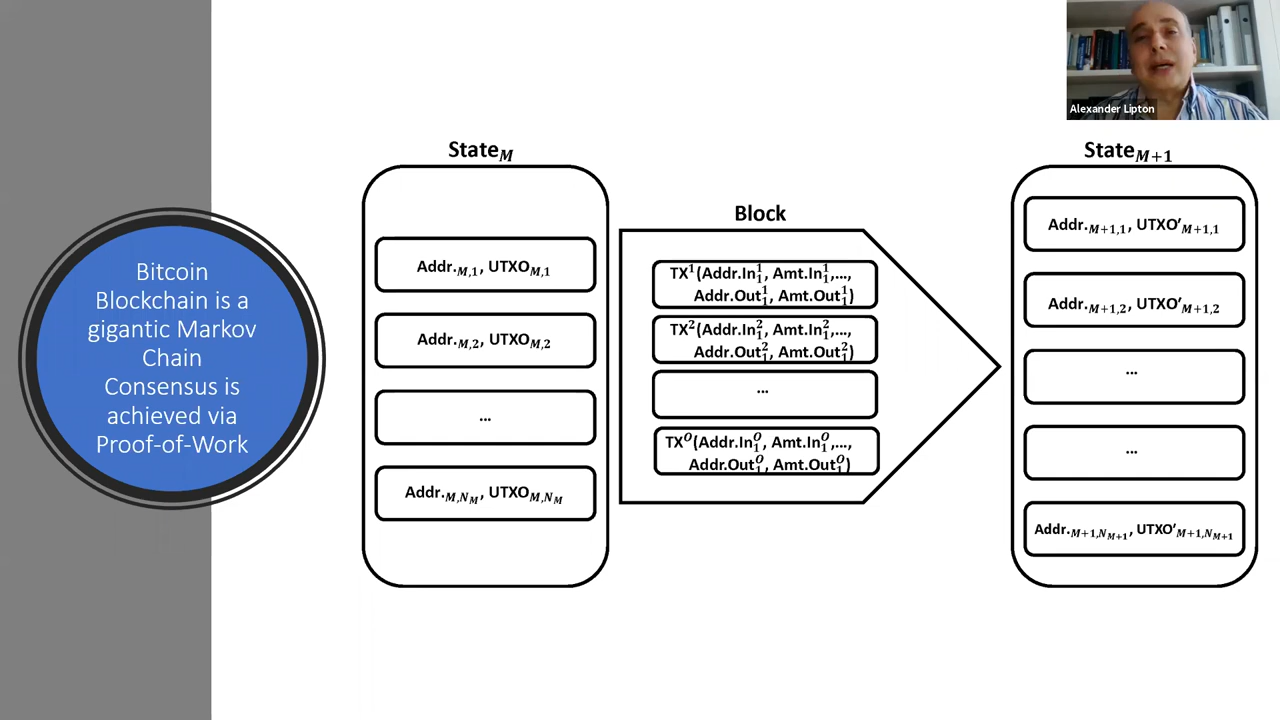 Alexander Lipton
Bitcoin
Blockchain is a
gigantic Markov
Chain
Consensus is
achieved via
Proof-of-Work
State_M
Addr._{M,1}, UTXO_{M,1}
Addr._{M,2}, UTXO_{M,2}
...
Addr._{M,N_M}, UTXO_{M,N_M}
Block
TX^1(Addr.In_1^1, Amt.In_1^1,...,
Addr.Out_1^1, Amt.Out_1^1)
TX^2(Addr.In_1^2, Amt.In_1^2,...,
Addr.Out_1^2, Amt.Out_1^2)
...
TX^O(Addr.In_1^O, Amt.In_1^O,...,
Addr.Out_1^O, Amt.Out_1^O)
State_{M+1}
Addr._{M+1,1}, UTXO′_{M+1,1}
Addr._{M+1,2}, UTXO′_{M+1,2}
...
...
Addr._{M+1,N_{M+1}}, UTXO′_{M+1,N_{M+1}}